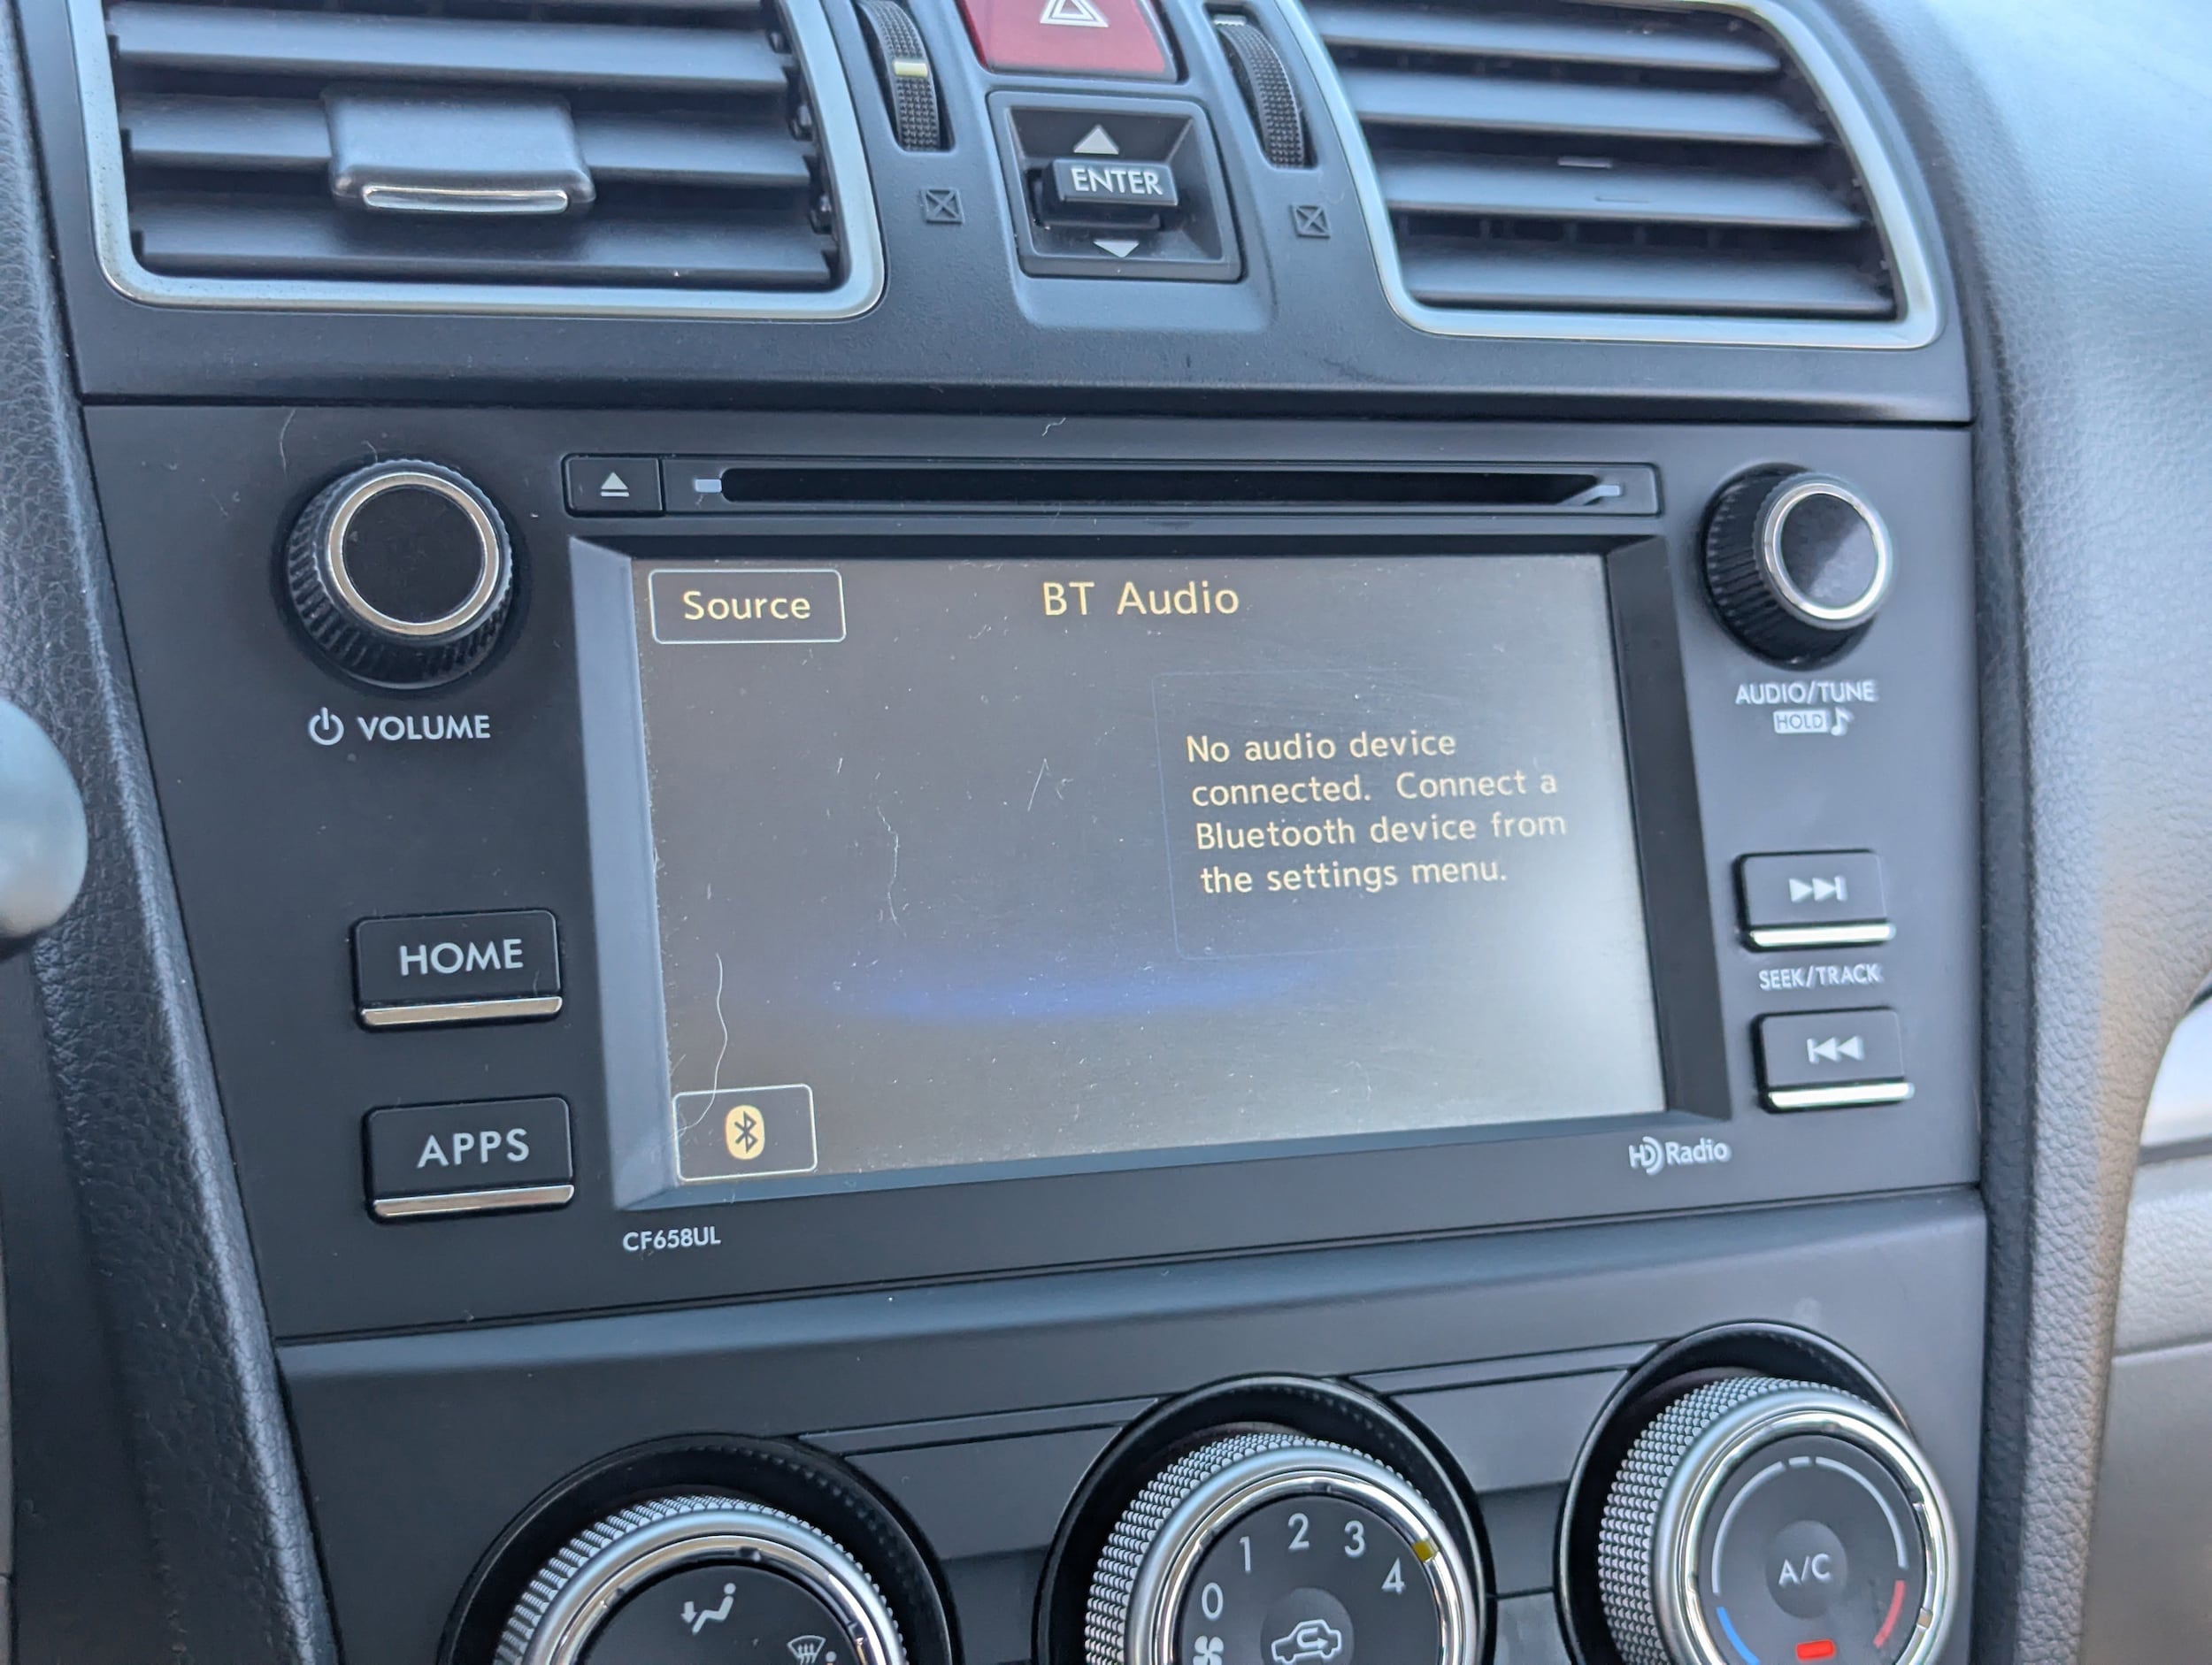 ENTER
Source
BT Audio
VOLUME
AUDIO/TUNE
HOLD
No audio device
connected. Connect a
Bluetooth device from
the settings menu.
HOME
SEEK/TRACK
APPS
HD Radio
CF658UL
0 1 2 3 4
A/C